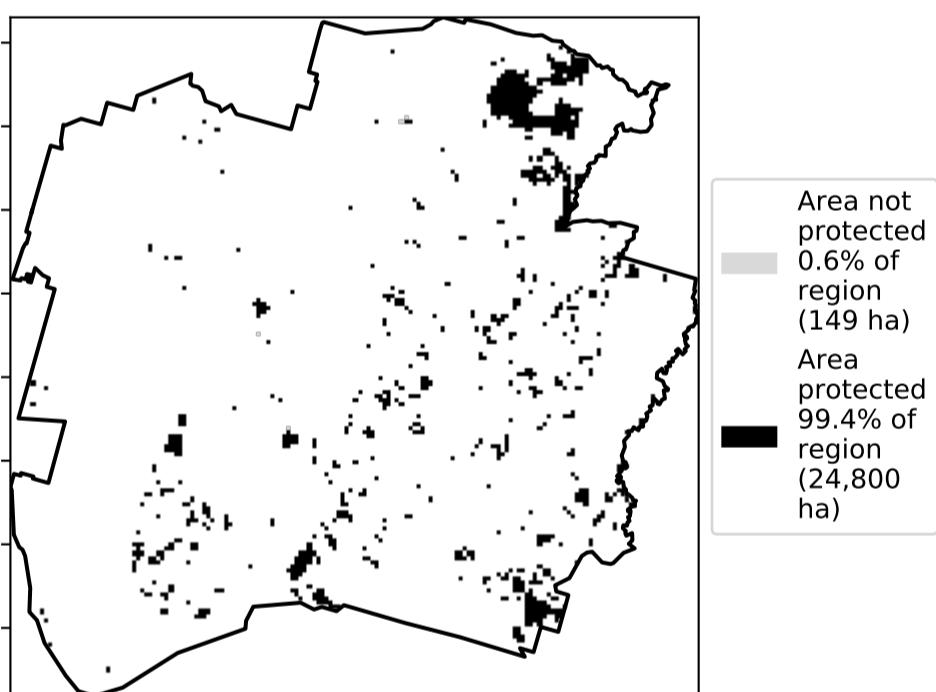 Area not
protected
0.6% of
region
(149 ha)
Area
protected
99.4% of
region
(24,800
ha)